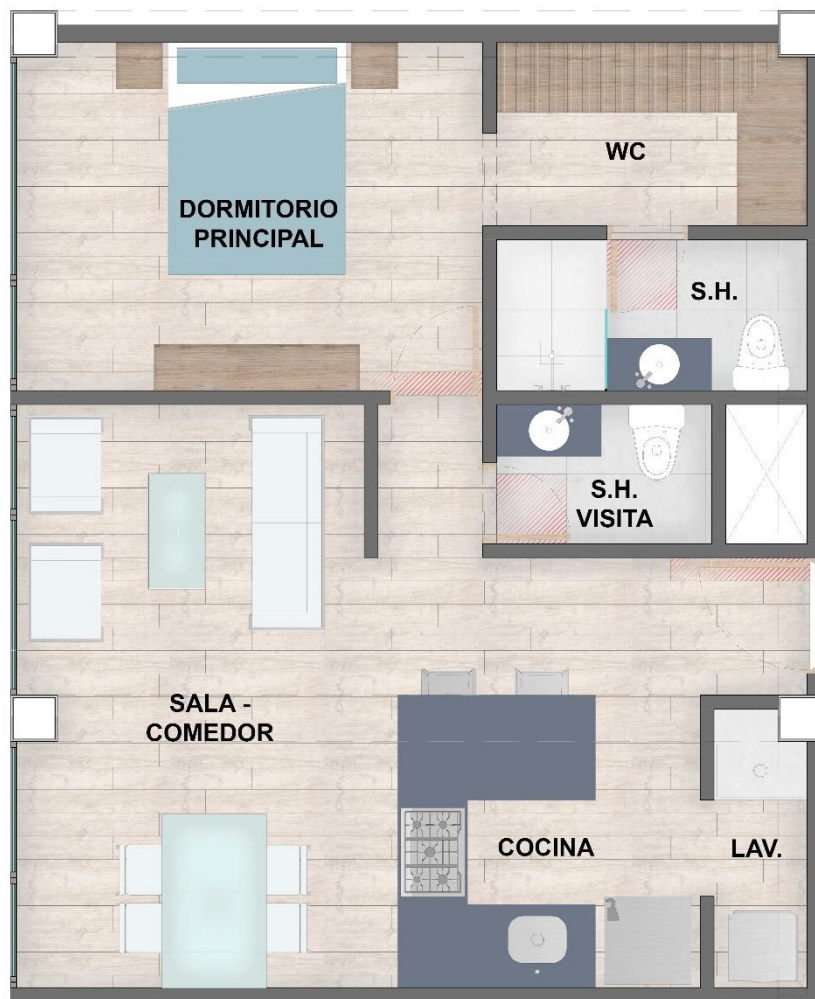 WC
DORMITORIO
PRINCIPAL
S.H.
S.H.
VISITA
SALA -
COMEDOR
COCINA
LAV.